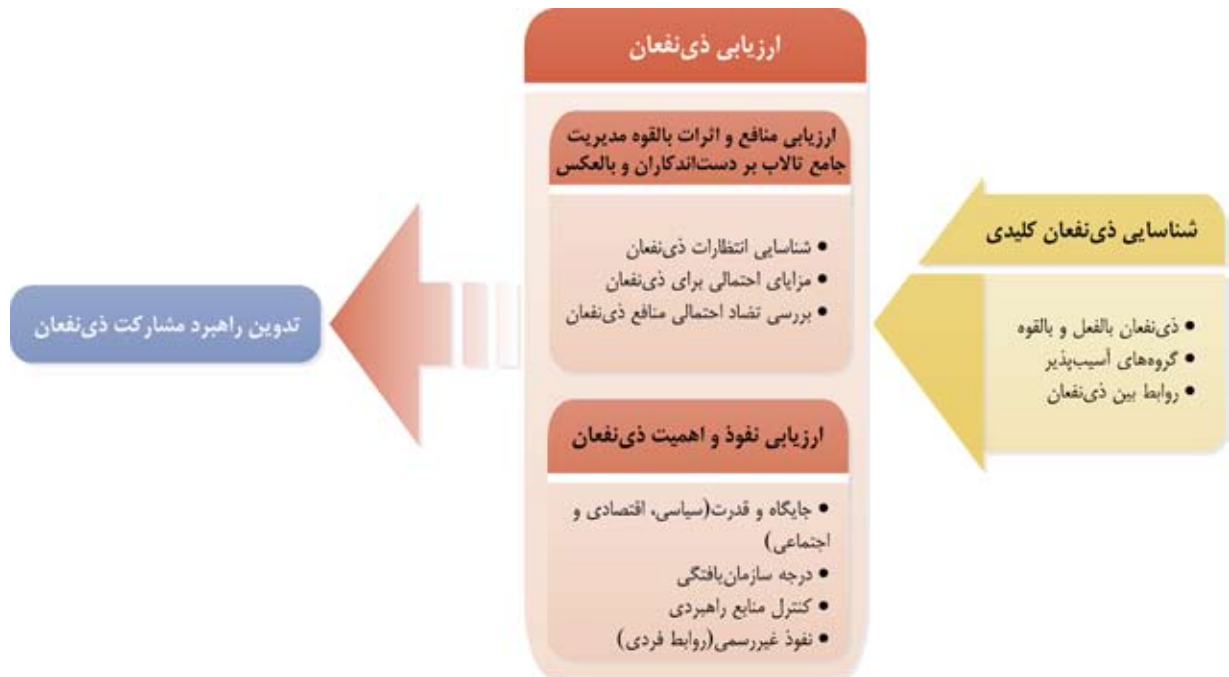 شناسایی ذی‌نفعان کلیدی
• ذی‌نفعان بالفعل و بالقوه
• گروه‌های آسیب‌پذیر
• روابط بین ذی‌نفعان
ارزیابی ذی‌نفعان
ارزیابی منافع و اثرات بالقوه مدیریت
جامع تالاب بر دست‌اندکاران و بالعکس
• شناسایی انتظارات ذی‌نفعان
• مزایای احتمالی برای ذی‌نفعان
• بررسی تضاد احتمالی منافع ذی‌نفعان
ارزیابی نفوذ و اهمیت ذی‌نفعان
• جایگاه و قدرت(سیاسی، اقتصادی و
اجتماعی)
• درجه سازمان‌یافتگی
• کنترل منابع راهبردی
• نفوذ غیررسمی(روابط فردی)
تدوین راهبرد مشارکت ذی‌نفعان